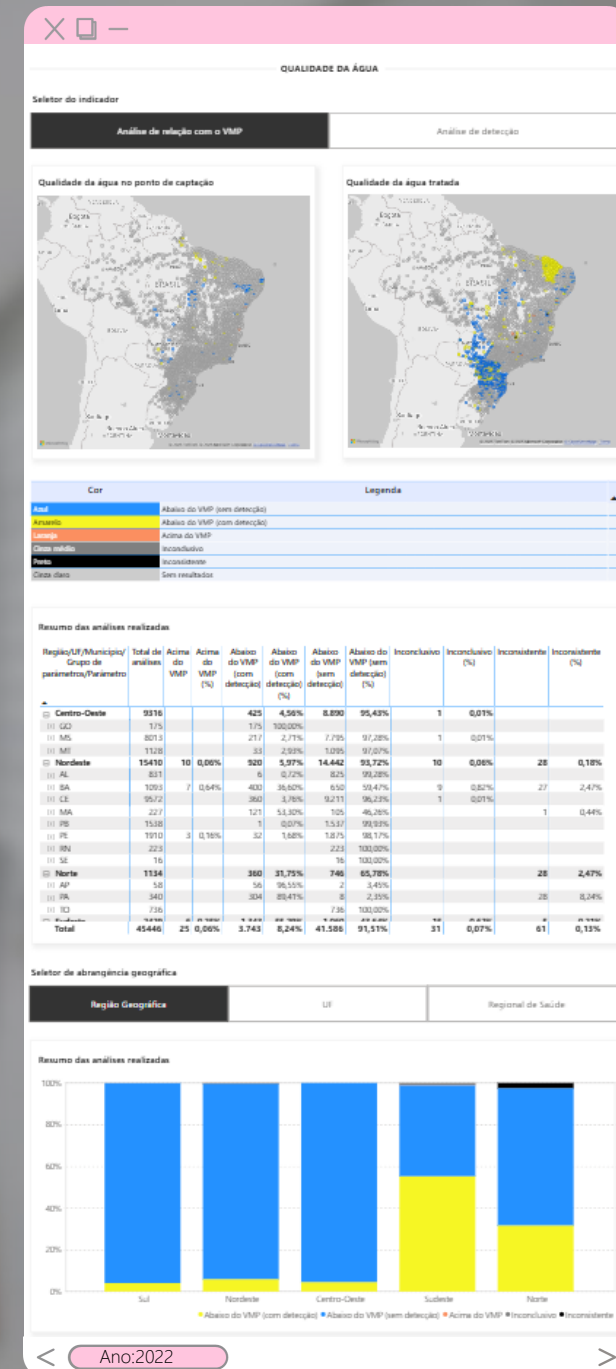 QUALIDADE DA ÁGUA
Seletor do indicador
Análise de relação com o VMP Análise de detecção
Qualidade da água no ponto de captação Qualidade da água tratada
Bogotá Bogotá
BRASIL BRASIL
Cor Legenda
Azul Abaixo do VMP (sem detecção)
Amarelo Abaixo do VMP (com detecção)
Laranja Acima do VMP
Cinza médio Inconclusivo
Preto Inconsistente
Cinza claro Sem resultados
Resumo das análises realizadas
Região/UF/Município/ Total de Acima Acima Abaixo Abaixo Abaixo Abaixo do Inconclusivo Inconclusivo Inconsistente Inconsistente
Grupo de análises do do do VMP do VMP do VMP VMP (sem (%) (%)
parâmetros/Parâmetro VMP VMP (com (com (sem detecção)
(%) detecção) detecção) detecção) (%)
(%)
Centro-Oeste 9316 425 4,56% 8.890 95,43% 1 0,01%
GO 175 175 100,00%
MS 8013 217 2,71% 7.795 97,28% 1 0,01%
MT 1128 33 2,93% 1.095 97,07%
Nordeste 15410 10 0,06% 920 5,97% 14.442 93,72% 10 0,06% 28 0,18%
AL 831 6 0,72% 825 99,28%
BA 1093 7 0,64% 400 36,60% 650 59,47% 9 0,82% 27 2,47%
CE 9572 360 3,76% 9.211 96,23% 1 0,01%
MA 227 121 53,30% 105 46,26% 1 0,44%
PB 1538 1 0,07% 1.537 99,93%
PE 1910 3 0,16% 32 1,68% 1.875 98,17%
RN 223 223 100,00%
SE 16 16 100,00%
Norte 1134 360 31,75% 746 65,78% 28 2,47%
AP 58 56 96,55% 2 3,45%
PA 340 304 89,41% 8 2,35% 28 8,24%
TO 736 736 100,00%
Total 45446 25 0,06% 3.743 8,24% 41.586 91,51% 31 0,07% 61 0,13%
Seletor de abrangência geográfica
Região Geográfica UF Regional de Saúde
Resumo das análises realizadas
100%
80%
60%
40%
20%
0%
Sul Nordeste Centro-Oeste Sudeste Norte
Abaixo do VMP (com detecção) Abaixo do VMP (sem detecção) Acima do VMP Inconclusivo Inconsistente
Ano:2022